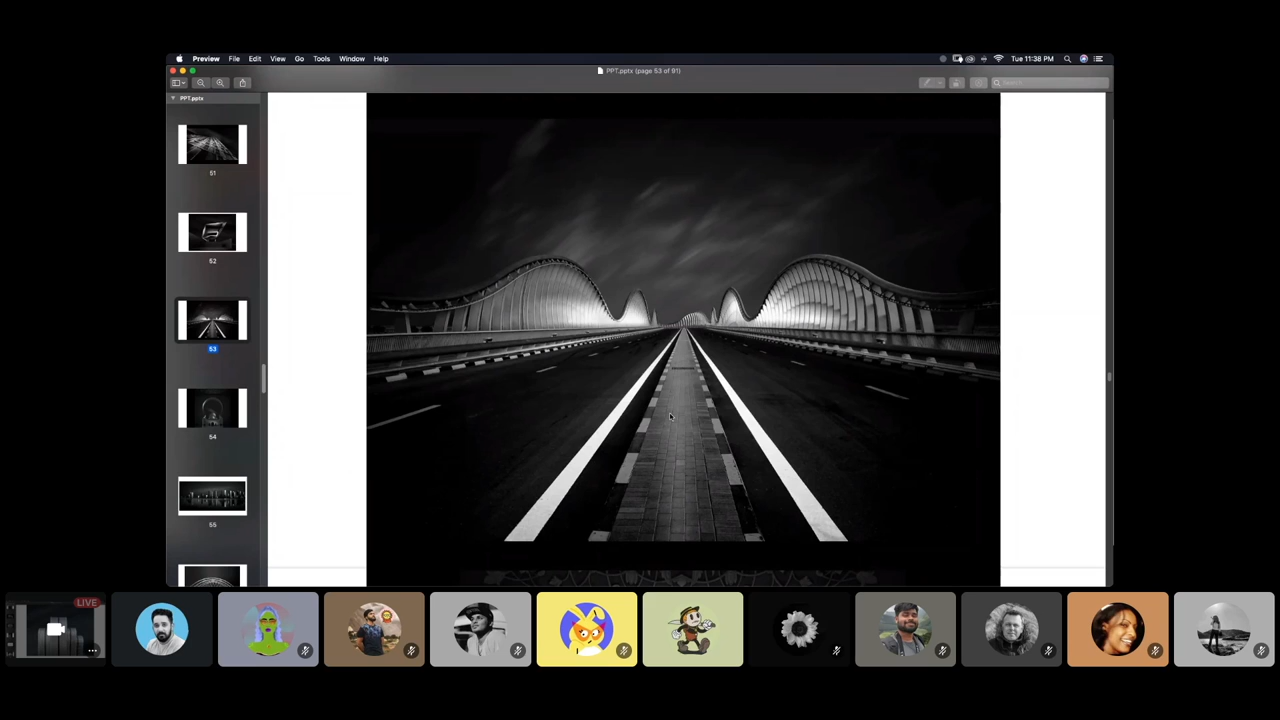 Preview File Edit View Go Tools Window Help
Tue 11:38 PM
PPT.pptx (page 53 of 91)
Search
PPT.pptx
51
52
53
54
55
LIVE